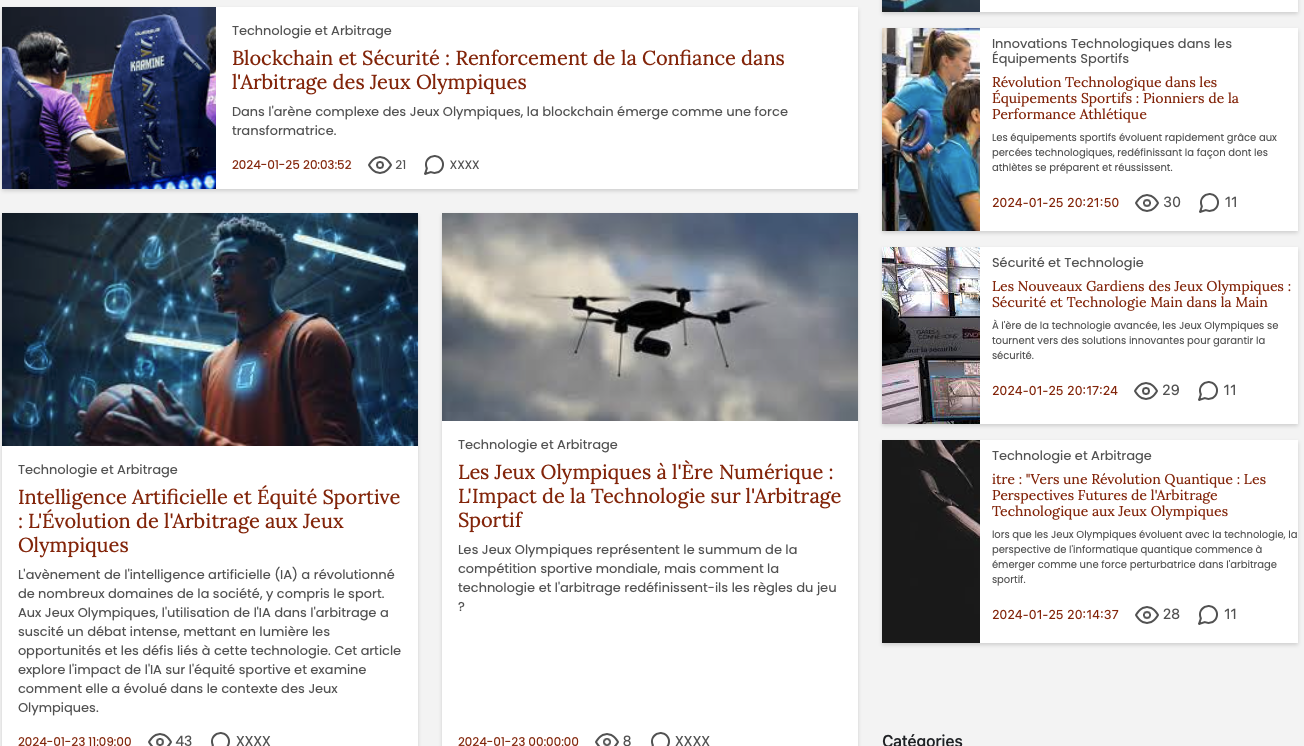 KARMINE
Technologie et Arbitrage
Blockchain et Sécurité : Renforcement de la Confiance dans
l'Arbitrage des Jeux Olympiques
Dans l'arène complexe des Jeux Olympiques, la blockchain émerge comme une force
transformatrice.
2024-01-25 20:03:52 21 XXXX
Technologie et Arbitrage
Intelligence Artificielle et Équité Sportive
: L'Évolution de l'Arbitrage aux Jeux
Olympiques
L'avènement de l'intelligence artificielle (IA) a révolutionné
de nombreux domaines de la société, y compris le sport.
Aux Jeux Olympiques, l'utilisation de l'IA dans l'arbitrage a
suscité un débat intense, mettant en lumière les
opportunités et les défis liés à cette technologie. Cet article
explore l'impact de l'IA sur l'équité sportive et examine
comment elle a évolué dans le contexte des Jeux
Olympiques.
2024-01-23 11:09:00 43 XXXX
Technologie et Arbitrage
Les Jeux Olympiques à l'Ère Numérique :
L'Impact de la Technologie sur l'Arbitrage
Sportif
Les Jeux Olympiques représentent le summum de la
compétition sportive mondiale, mais comment la
technologie et l'arbitrage redéfinissent-ils les règles du jeu
?
2024-01-23 00:00:00 8 XXXX
Innovations Technologiques dans les
Équipements Sportifs
Révolution Technologique dans les
Équipements Sportifs : Pionniers de la
Performance Athlétique
Les équipements sportifs évoluent rapidement grâce aux
percées technologiques, redéfinissant la façon dont les
athlètes se préparent et réussissent.
2024-01-25 20:21:50 30 11
Sécurité et Technologie
Les Nouveaux Gardiens des Jeux Olympiques :
Sécurité et Technologie Main dans la Main
À l'ère de la technologie avancée, les Jeux Olympiques se
tournent vers des solutions innovantes pour garantir la
sécurité.
2024-01-25 20:17:24 29 11
Technologie et Arbitrage
itre : "Vers une Révolution Quantique : Les
Perspectives Futures de l'Arbitrage
Technologique aux Jeux Olympiques
lors que les Jeux Olympiques évoluent avec la technologie, la
perspective de l'informatique quantique commence à
émerger comme une force perturbatrice dans l'arbitrage
sportif.
2024-01-25 20:14:37 28 11
Catégories